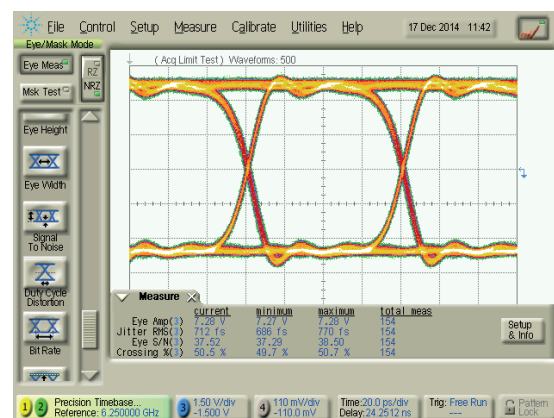 File Control Setup Measure Calibrate Utilities Help 17 Dec 2014 11:42
Eye/Mask Mode
Eye Meas
RZ
NRZ
Msk Test
Eye Height
Eye Width
Signal
To Noise
Duty Cycle
Distortion
Bit Rate
( Acq Limit Test ) Waveforms: 500
Measure
current minimum maximum total meas
Eye Amp(3) 7.28 V 7.27 V 7.28 V 154
Jitter RMS(3) 712 fs 686 fs 770 fs 154
Eye S/N(3) 37.52 37.29 38.50 154
Crossing %(3) 50.5 % 49.7 % 50.7 % 154
Setup
& Info
1 2 Precision Timebase...
Reference: 6.250000 GHz
3 1.50 V/div
-1.500 V
4 110 mV/div
-110.0 mV
Time:20.0 ps/div
Delay:24.2512 ns
Trig: Free Run
---
Pattern
Lock